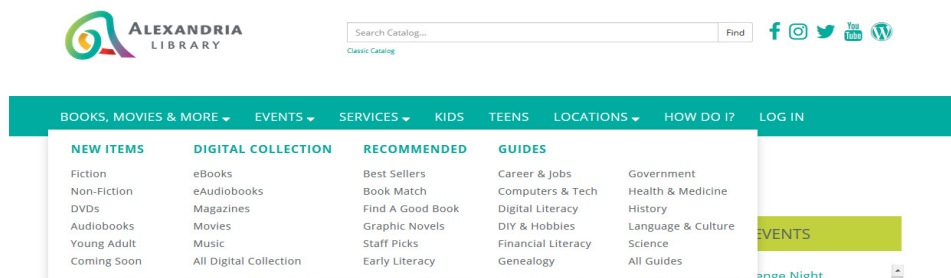 ALEXANDRIA
LIBRARY
Search Catalog...
Find
Classic Catalog
You
Tube
BOOKS, MOVIES & MORE
EVENTS
SERVICES
KIDS
TEENS
LOCATIONS
HOW DO I?
LOG IN
NEW ITEMS
Fiction
Non-Fiction
DVDs
Audiobooks
Young Adult
Coming Soon
DIGITAL COLLECTION
eBooks
eAudiobooks
Magazines
Movies
Music
All Digital Collection
RECOMMENDED
Best Sellers
Book Match
Find A Good Book
Graphic Novels
Staff Picks
Early Literacy
GUIDES
Career & Jobs
Computers & Tech
Digital Literacy
DIY & Hobbies
Financial Literacy
Genealogy
Government
Health & Medicine
History
Language & Culture
Science
All Guides
EVENTS
ange Night